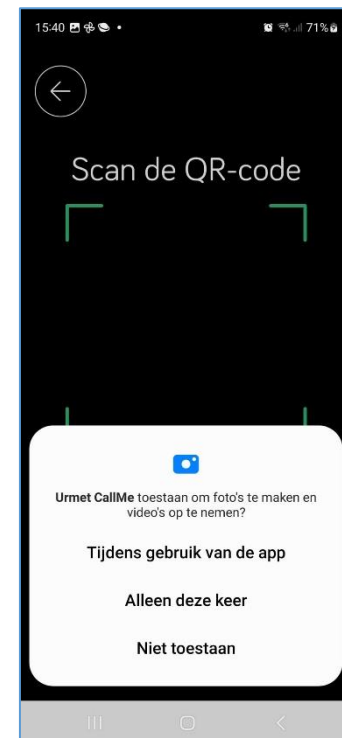 15:40
71%
Scan de QR-code
Urmet CallMe toestaan om foto's te maken en
video's op te nemen?
Tijdens gebruik van de app
Alleen deze keer
Niet toestaan